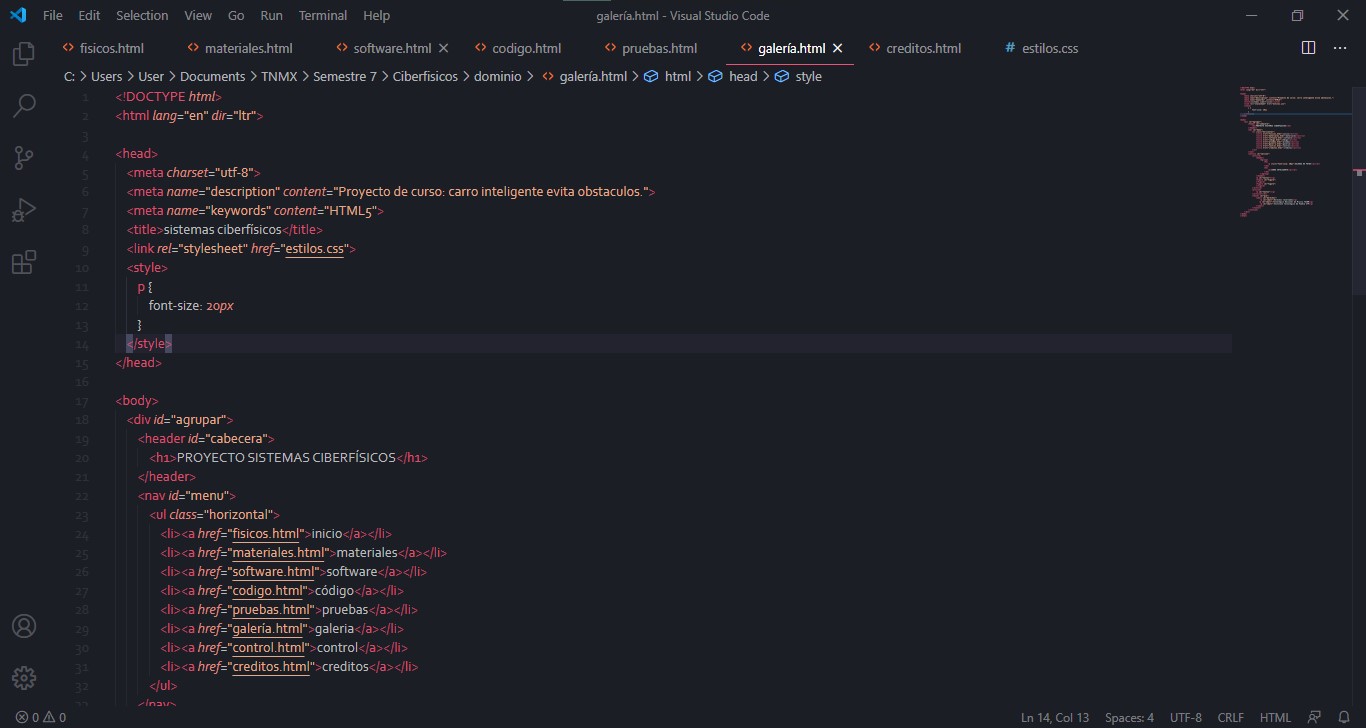 File Edit Selection View Go Run Terminal Help galería.html - Visual Studio Code
fisicos.html materiales.html software.html codigo.html pruebas.html galería.html creditos.html # estilos.css
C: > Users > User > Documents > TNMX > Semestre 7 > Ciberfisicos > dominio > galería.html > html > head > style
1 <!DOCTYPE html>
2 <html lang="en" dir="ltr">
3
4 <head>
5 <meta charset="utf-8">
6 <meta name="description" content="Proyecto de curso: carro inteligente evita obstaculos.">
7 <meta name="keywords" content="HTML5">
8 <title>sistemas ciberfísicos</title>
9 <link rel="stylesheet" href="estilos.css">
10 <style>
11 p {
12 font-size: 20px
13 }
14 </style>
15 </head>
16
17 <body>
18 <div id="agrupar">
19 <header id="cabecera">
20 <h1>PROYECTO SISTEMAS CIBERFÍSICOS</h1>
21 </header>
22 <nav id="menu">
23 <ul class="horizontal">
24 <li><a href="fisicos.html">inicio</a></li>
25 <li><a href="materiales.html">materiales</a></li>
26 <li><a href="software.html">software</a></li>
27 <li><a href="codigo.html">código</a></li>
28 <li><a href="pruebas.html">pruebas</a></li>
29 <li><a href="galería.html">galeria</a></li>
30 <li><a href="control.html">control</a></li>
31 <li><a href="creditos.html">creditos</a></li>
32 </ul>
33 </nav>
0 0 Ln 14, Col 13 Spaces: 4 UTF-8 CRLF HTML